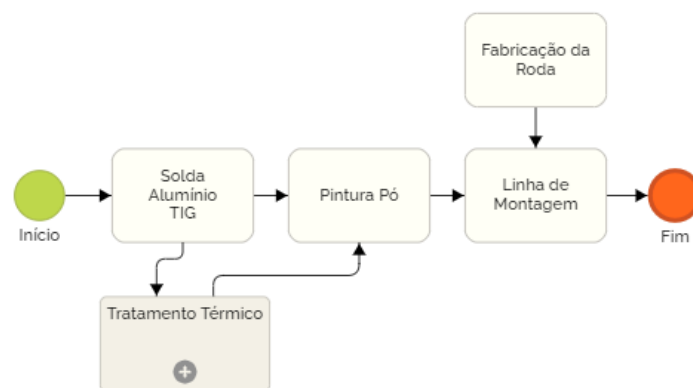 Fabricação da
Roda
Solda
Alumínio
TIG
Pintura Pó
Linha de
Montagem
Início
Fim
Tratamento Térmico